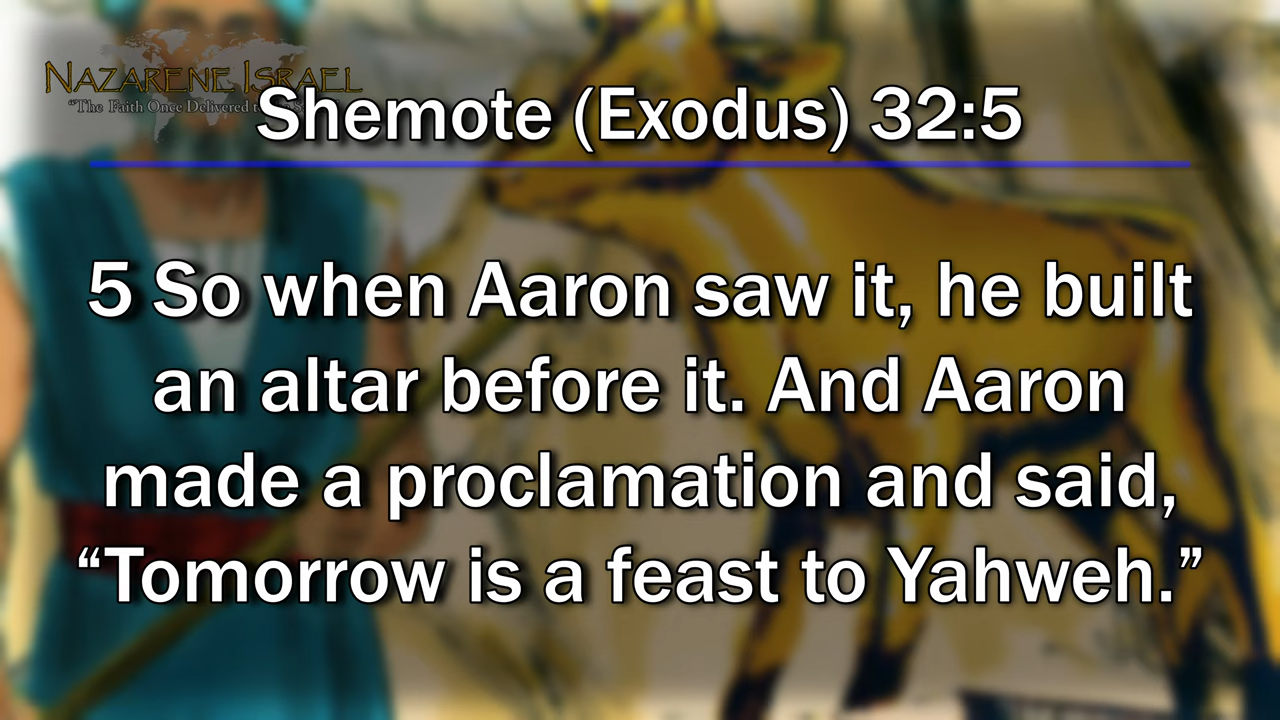 NAZARENE ISRAEL
"The Faith Once Delivered
Shemote (Exodus) 32:5
5 So when Aaron saw it, he built
an altar before it. And Aaron
made a proclamation and said,
“Tomorrow is a feast to Yahweh.”